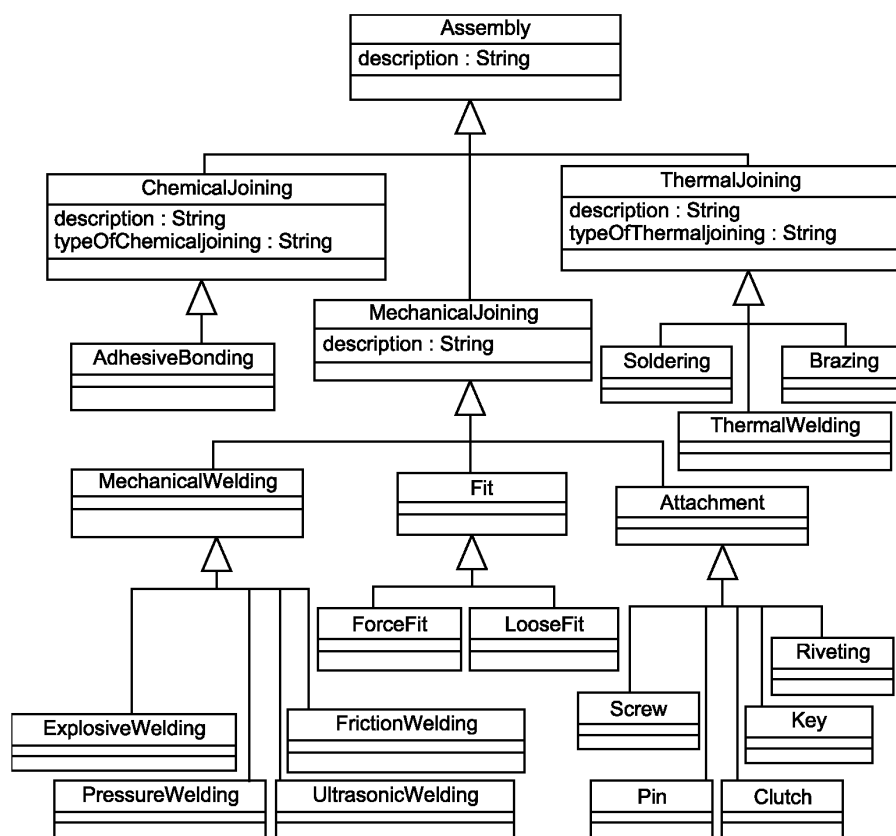 Assembly
description : String
ChemicalJoining
description : String
typeOfChemicaljoining : String
ThermalJoining
description : String
typeOfThermaljoining : String
MechanicalJoining
description : String
AdhesiveBonding
Soldering
Brazing
ThermalWelding
MechanicalWelding
Fit
Attachment
ForceFit
LooseFit
Riveting
ExplosiveWelding
FrictionWelding
Screw
Key
PressureWelding
UltrasonicWelding
Pin
Clutch